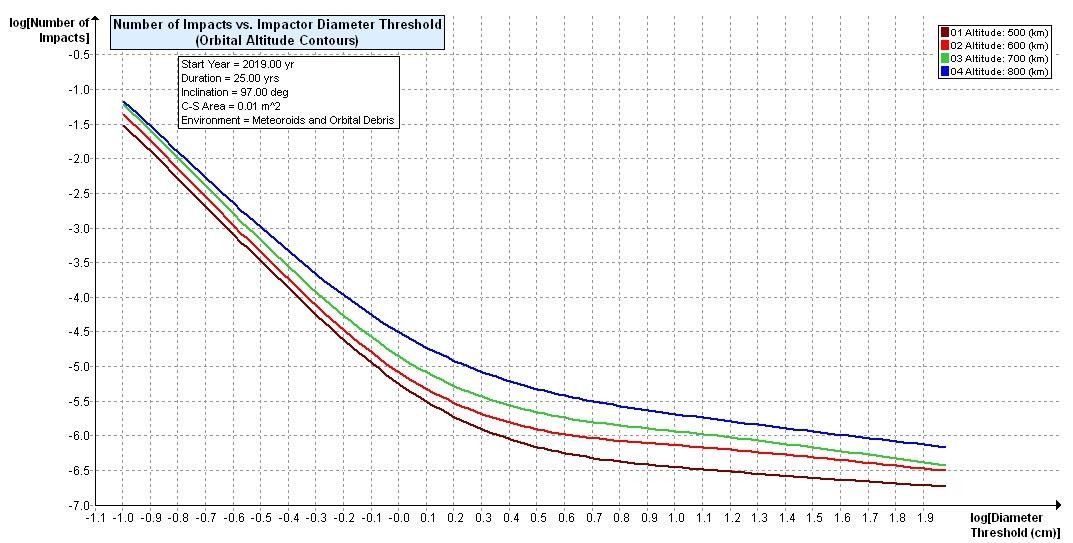 log[Number of
Impacts]
Number of Impacts vs. Impactor Diameter Threshold
(Orbital Altitude Contours)
Start Year = 2019.00 yr
Duration = 25.00 yrs
Inclination = 97.00 deg
C-S Area = 0.01 m^2
Environment = Meteoroids and Orbital Debris
01 Altitude: 500 (km)
02 Altitude: 600 (km)
03 Altitude: 700 (km)
04 Altitude: 800 (km)
-0.5
-1.0
-1.5
-2.0
-2.5
-3.0
-3.5
-4.0
-4.5
-5.0
-5.5
-6.0
-6.5
-7.0
-1.1 -1.0 -0.9 -0.8 -0.7 -0.6 -0.5 -0.4 -0.3 -0.2 -0.1 -0.0 0.1 0.2 0.3 0.4 0.5 0.6 0.7 0.8 0.9 1.0 1.1 1.2 1.3 1.4 1.5 1.6 1.7 1.8 1.9
log[Diameter
Threshold (cm)]